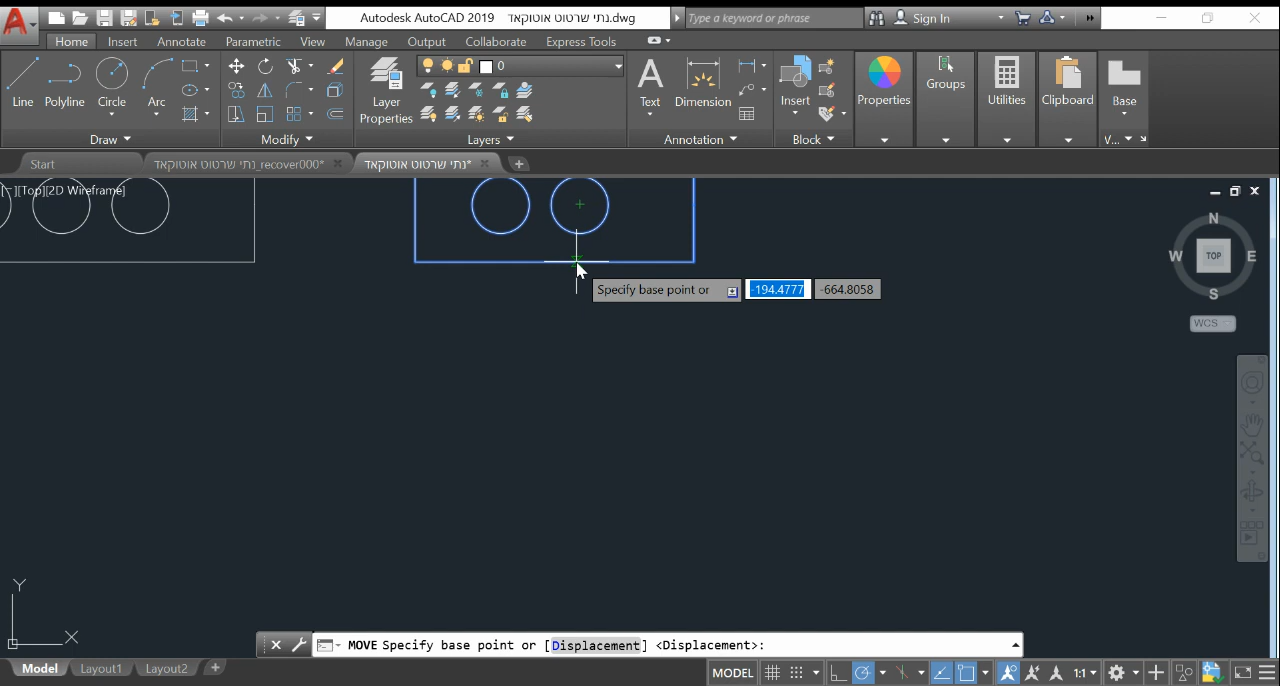 Autodesk AutoCAD 2019 נתי שרטוט אוטוקאד.dwg
Type a keyword or phrase
Sign In
Home Insert Annotate Parametric View Manage Output Collaborate Express Tools
0
Line Polyline Circle Arc
Layer
Properties
Text Dimension
Insert
Properties
Groups
Utilities
Clipboard
Base
Draw Modify Layers Annotation Block V...
Start
נתי שרטוט אוטוקאד_recover000*
נתי שרטוט אוטוקאד*
[−][Top][2D Wireframe]
N
W TOP E
S
WCS
Specify base point or -194.4777 -664.8058
Y
X
MOVE Specify base point or [Displacement] <Displacement>:
Model Layout1 Layout2
MODEL 1:1